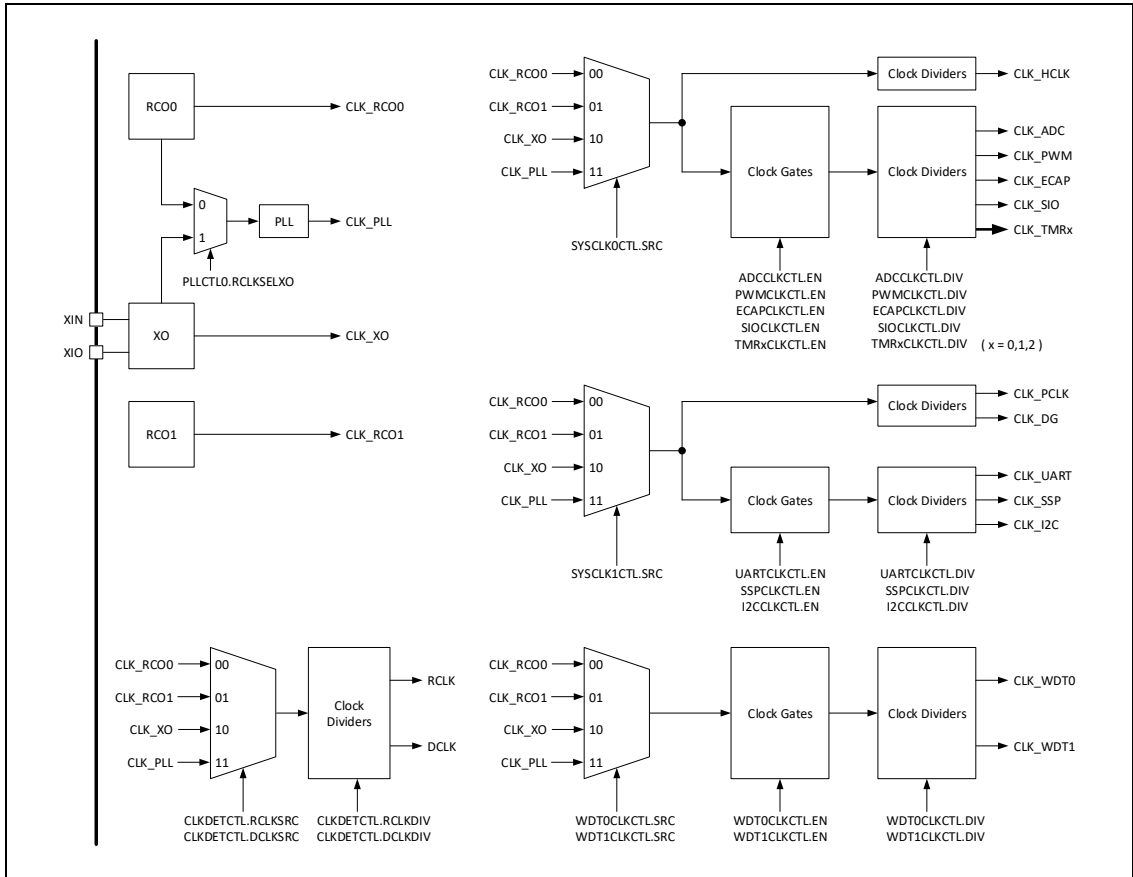 RCO0
CLK_RCO0
0
1
PLL
CLK_PLL
PLLCTL0.RCLKSELXO
XIN
XIO
XO
CLK_XO
RCO1
CLK_RCO1
CLK_RCO0
00
CLK_RCO1
01
CLK_XO
10
CLK_PLL
11
SYSCLK0CTL.SRC
Clock Dividers
CLK_HCLK
Clock Gates
Clock Dividers
CLK_ADC
CLK_PWM
CLK_ECAP
CLK_SIO
CLK_TMRx
ADCCLKCTL.EN
PWMCLKCTL.EN
ECAPCLKCTL.EN
SIOCLKCTL.EN
TMRxCLKCTL.EN
ADCCLKCTL.DIV
PWMCLKCTL.DIV
ECAPCLKCTL.DIV
SIOCLKCTL.DIV
TMRxCLKCTL.DIV ( x = 0,1,2 )
CLK_RCO0
00
CLK_RCO1
01
CLK_XO
10
CLK_PLL
11
SYSCLK1CTL.SRC
Clock Dividers
CLK_PCLK
CLK_DG
Clock Gates
Clock Dividers
CLK_UART
CLK_SSP
CLK_I2C
UARTCLKCTL.EN
SSPCLKCTL.EN
I2CCLKCTL.EN
UARTCLKCTL.DIV
SSPCLKCTL.DIV
I2CCLKCTL.DIV
CLK_RCO0
00
CLK_RCO1
01
CLK_XO
10
CLK_PLL
11
Clock
Dividers
RCLK
DCLK
CLKDETCTL.RCLKSRC
CLKDETCTL.DCLKSRC
CLKDETCTL.RCLKDIV
CLKDETCTL.DCLKDIV
CLK_RCO0
00
CLK_RCO1
01
CLK_XO
10
CLK_PLL
11
Clock Gates
Clock Dividers
CLK_WDT0
CLK_WDT1
WDT0CLKCTL.SRC
WDT1CLKCTL.SRC
WDT0CLKCTL.EN
WDT1CLKCTL.EN
WDT0CLKCTL.DIV
WDT1CLKCTL.DIV